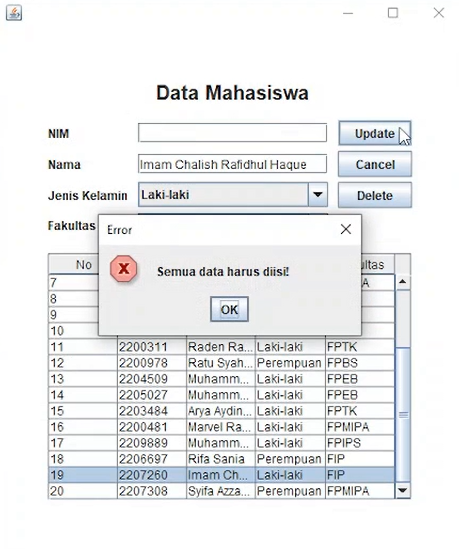 Data Mahasiswa
NIM
Update
Nama
Imam Chalish Rafidhul Haque
Cancel
Jenis Kelamin
Laki-laki
Delete
Fakultas
Error
Semua data harus diisi!
OK
No
ultas
7
A
8
9
10
11 2200311 Raden Ra... Laki-laki FPTK
12 2200978 Ratu Syah... Perempuan FPBS
13 2204509 Muhamm... Laki-laki FPEB
14 2205027 Muhamm... Laki-laki FPEB
15 2203484 Arya Aydin... Laki-laki FPTK
16 2200481 Marvel Ra... Laki-laki FPMIPA
17 2209889 Muhamm... Laki-laki FPIPS
18 2206697 Rifa Sania Perempuan FIP
19 2207260 Imam Ch... Laki-laki FIP
20 2207308 Syifa Azza... Perempuan FPMIPA